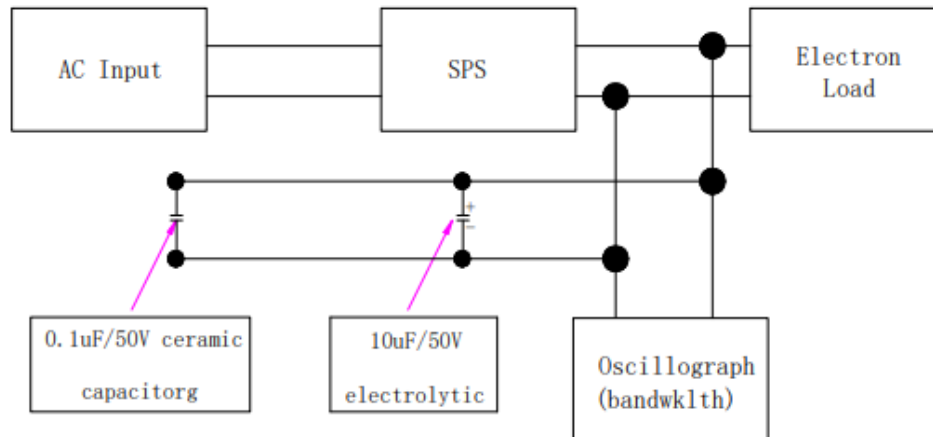 AC Input
SPS
Electron
Load
+
-
0.1uF/50V ceramic
capacitorg
10uF/50V
electrolytic
Oscillograph
(bandwklth)